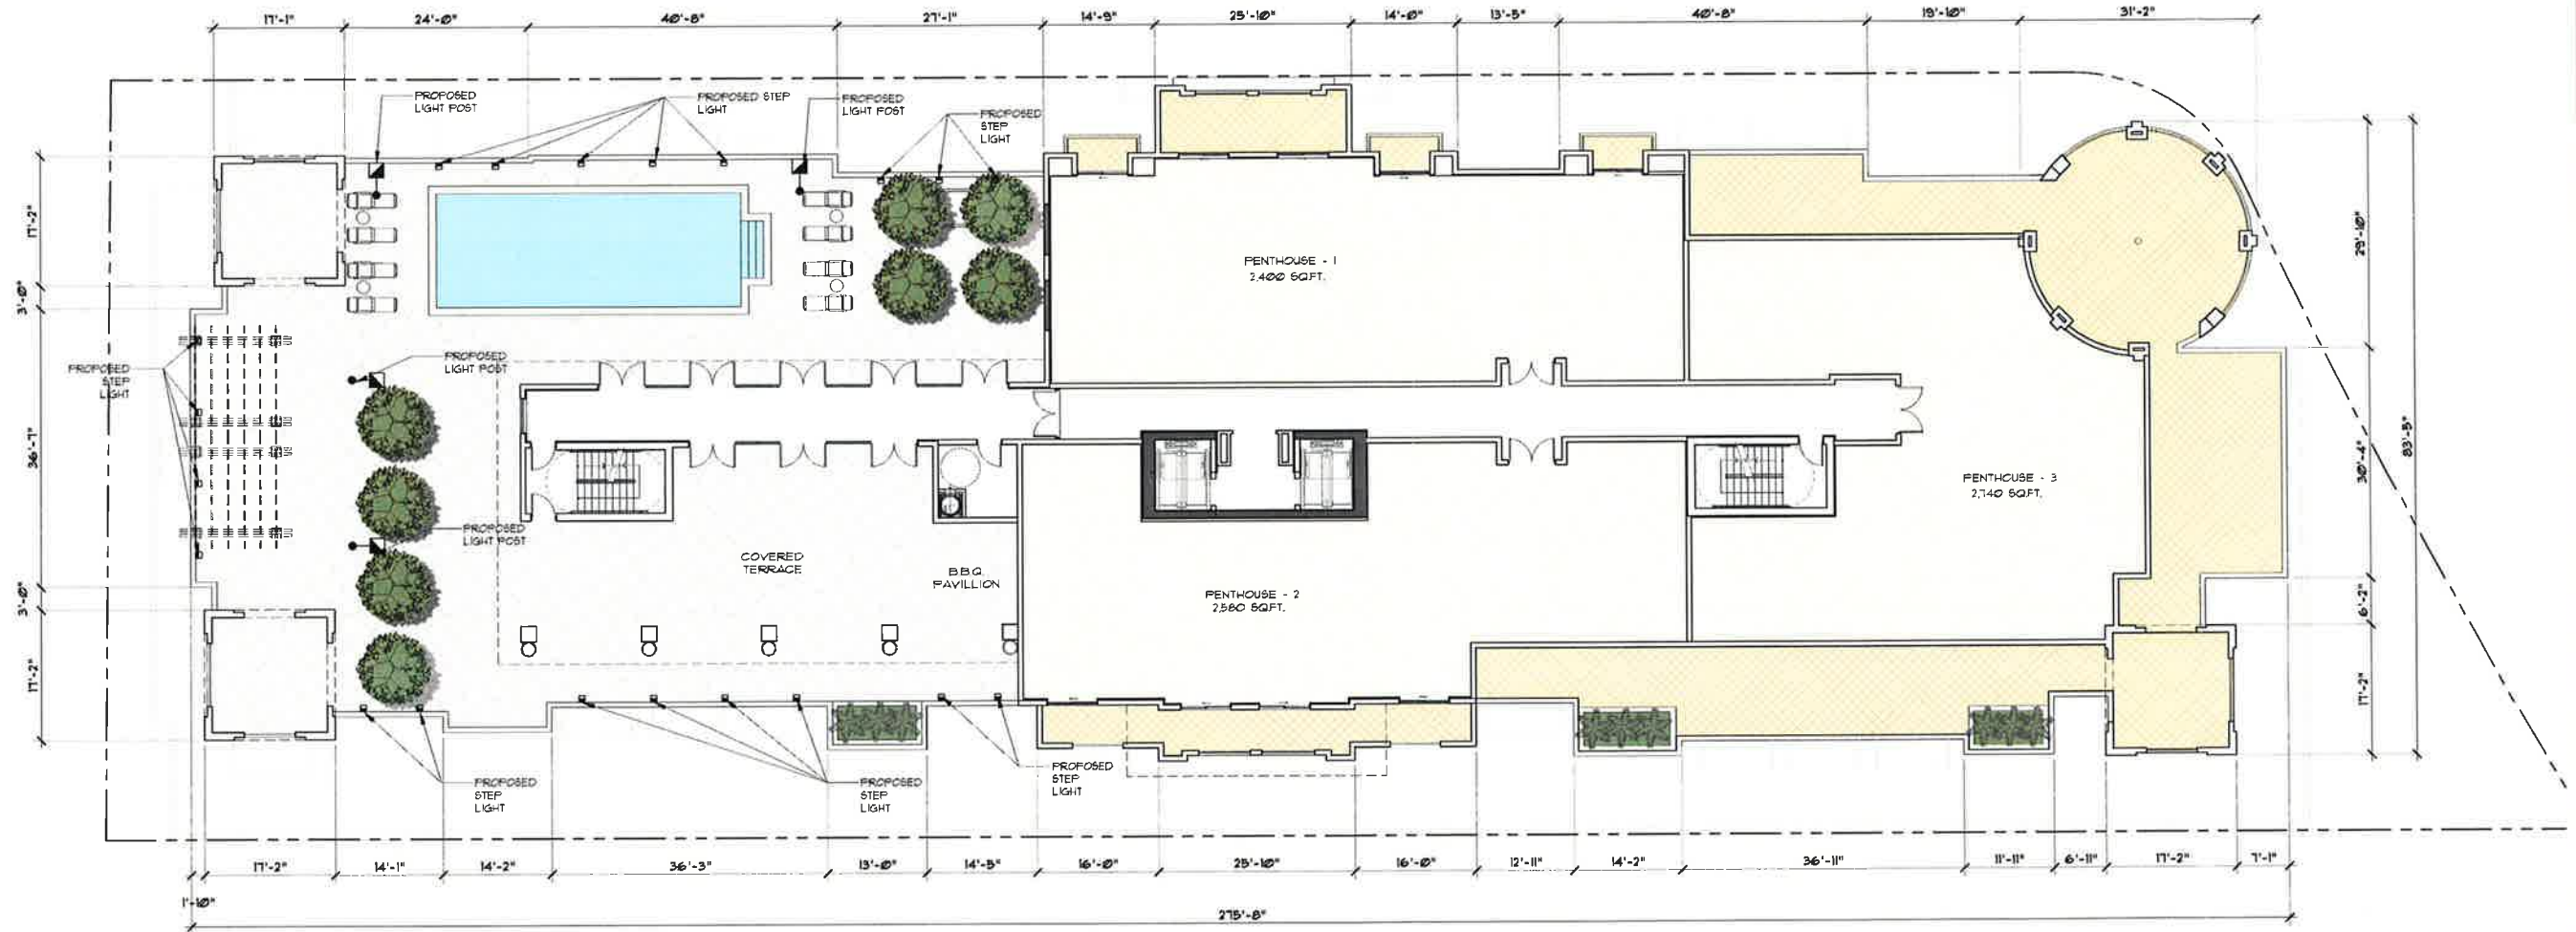 17'-1"
24'-0"
40'-8"
27'-1"
14'-9"
25'-10"
14'-0"
13'-5"
40'-8"
19'-10"
31'-2"
PROPOSED
LIGHT POST
PROPOSED STEP
LIGHT
PROPOSED
LIGHT POST
PROPOSED
STEP
LIGHT
17'-2"
3'-0"
36'-7"
3'-0"
17'-2"
PROPOSED
STEP
LIGHT
PROPOSED
LIGHT POST
PROPOSED
LIGHT POST
PENTHOUSE - 1
2,400 SQ.FT.
COVERED
TERRACE
B.B.Q.
PAVILLION
PENTHOUSE - 2
2,580 SQ.FT.
PENTHOUSE - 3
2,740 SQ.FT.
29'-10"
30'-4"
83'-5"
6'-2"
17'-2"
PROPOSED
STEP
LIGHT
PROPOSED
STEP
LIGHT
PROPOSED
STEP
LIGHT
17'-2"
14'-1"
14'-2"
36'-3"
13'-0"
14'-5"
16'-0"
25'-10"
16'-0"
12'-11"
14'-2"
36'-11"
11'-11"
6'-11"
17'-2"
7'-1"
1'-10"
275'-8"